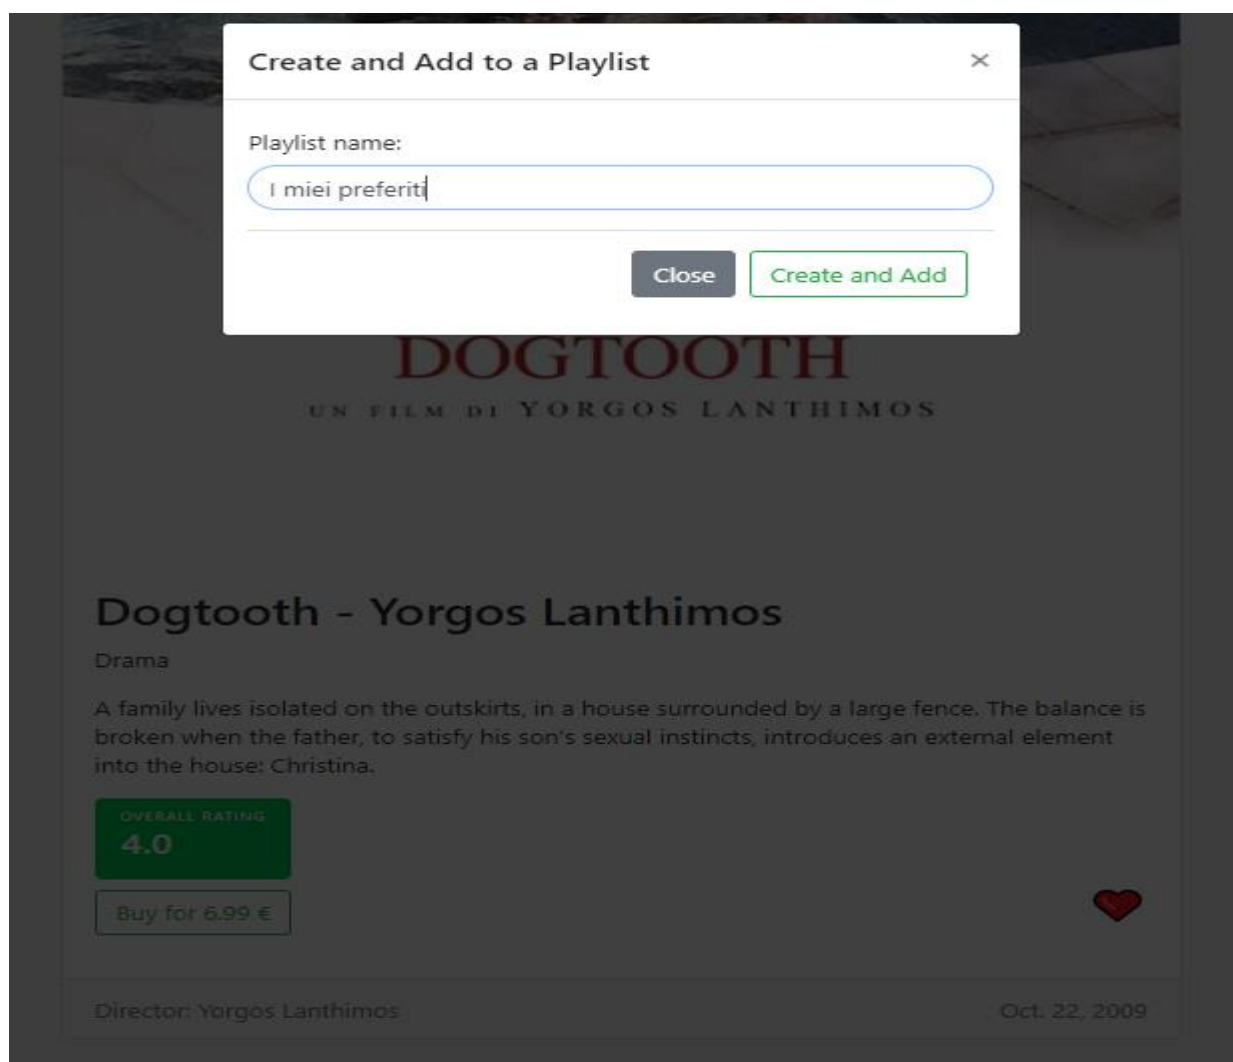 Create and Add to a Playlist ×
Playlist name:
I miei preferiti
Close Create and Add
DOGTOOTH
UN FILM DI YORGOS LANTHIMOS
Dogtooth - Yorgos Lanthimos
Drama
A family lives isolated on the outskirts, in a house surrounded by a large fence. The balance is
broken when the father, to satisfy his son's sexual instincts, introduces an external element
into the house: Christina.
OVERALL RATING
4.0
Buy for 6.99 €
Director: Yorgos Lanthimos Oct. 22, 2009